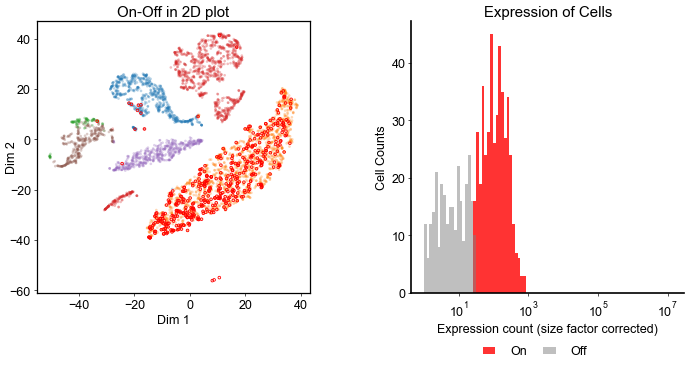 On-Off in 2D plot
Dim 2
40
20
0
−20
−40
−60
−40
−20
0
20
40
Dim 1
Expression of Cells
Cell Counts
40
30
20
10
0
10^1
10^3
10^5
10^7
Expression count (size factor corrected)
On
Off